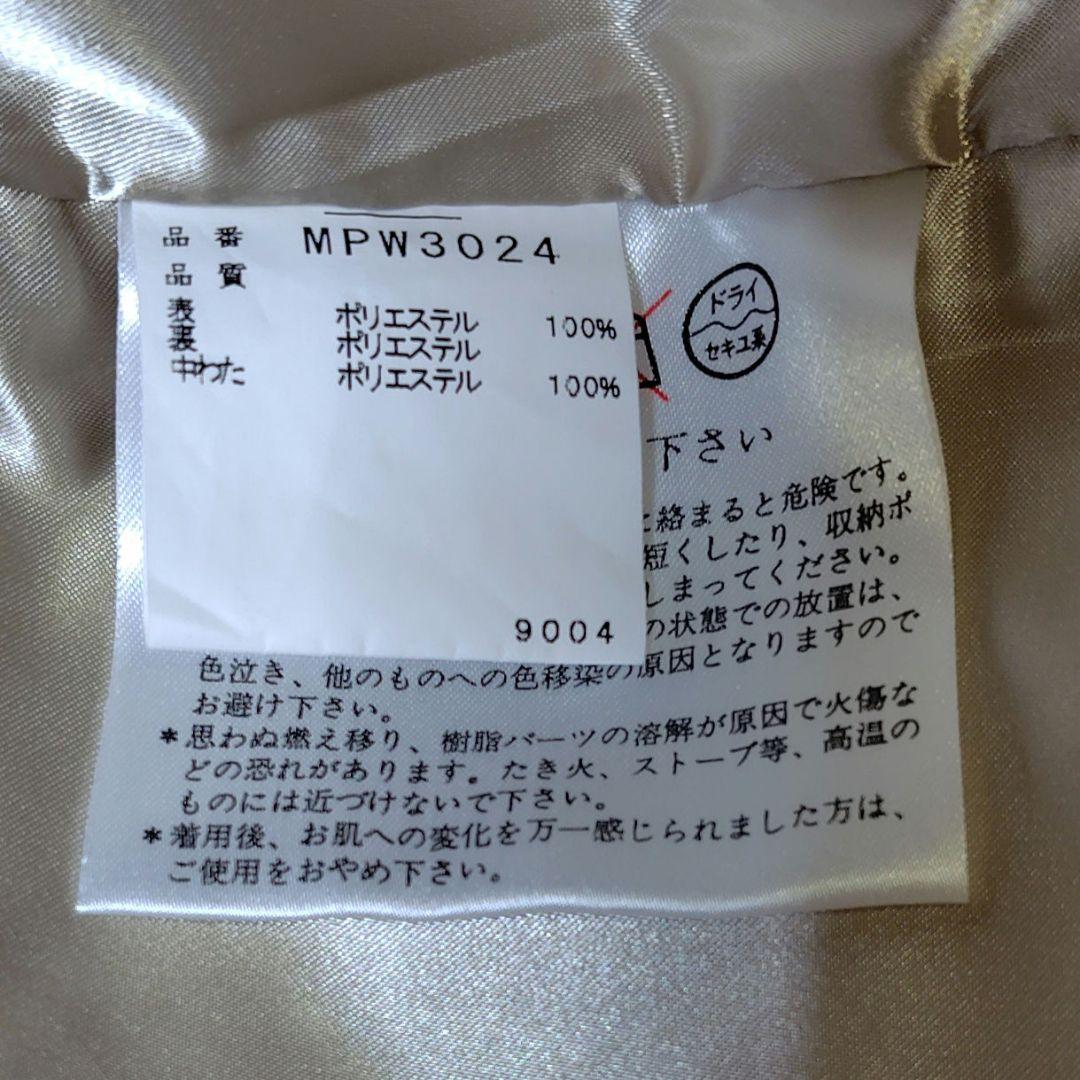 品番 MPW3024
品質
表 ポリエステル 100%
裏 ポリエステル
中わた ポリエステル 100%
9004
ドライ
セキユ系
下さい
絡まると危険です。
短くしたり、収納ポ
しまってください。
の状態での放置は、
色泣き、他のものへの色移染の原因となりますので
お避け下さい。
*思わぬ燃え移り、樹脂パーツの溶解が原因で火傷な
どの恐れがあります。たき火、ストーブ等、高温の
ものには近づけないで下さい。
*着用後、お肌への変化を万一感じられました方は、
ご使用をおやめ下さい。